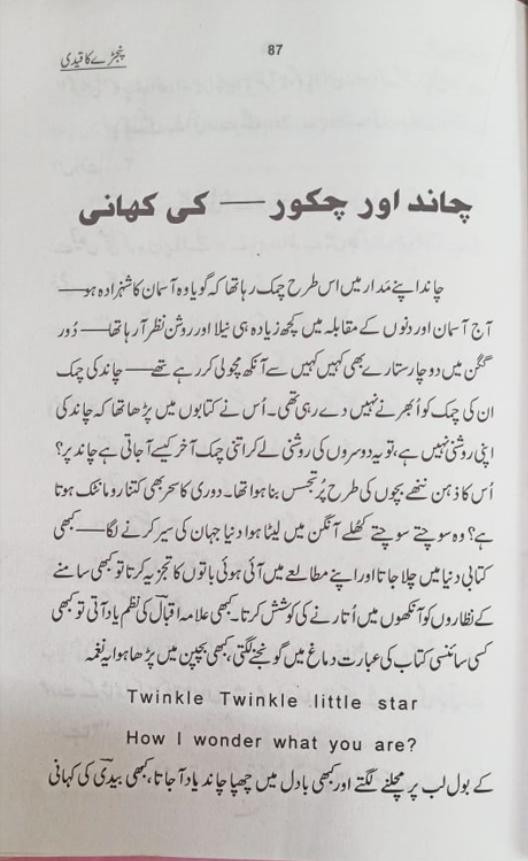 پنجڑے کا قیدی
87
چاند اور چکور — کی کہانی
چاند اپنے مَدار میں اس طرح چمک رہا تھا کہ گویا وہ آسمان کا شہزادہ ہو—
آج آسمان اور دنوں کے مقابلہ میں کچھ زیادہ ہی نیلا اور روشن نظر آ رہا تھا— دُور
گگن میں دو چار ستارے بھی کہیں کہیں سے آنکھ مچولی کر رہے تھے— چاند کی چمک
ان کی چمک کو اُبھرنے نہیں دے رہی تھی۔ اُس نے کتابوں میں پڑھا تھا کہ چاند کی
اپنی روشنی نہیں ہے، تو یہ دوسروں کی روشنی لے کر اتنی چمک آخر کیسے آ جاتی ہے چاند پر؟
اُس کا ذہن ننھے بچوں کی طرح پُر تجسس بنا ہوا تھا۔ دوری کا سحر بھی کتنا رومانٹک ہوتا
ہے؟ وہ سوچتے سوچتے کُھلے آنگن میں لیٹا ہوا دنیا جہان کی سیر کرنے لگا— کبھی
کتابی دنیا میں چلا جاتا اور اپنے مطالعے میں آئی ہوئی باتوں کا تجزیہ کرتا تو کبھی سامنے
کے نظاروں کو آنکھوں میں اُتارنے کی کوشش کرتا۔ کبھی علامہ اقبالؔ کی نظم یاد آتی تو کبھی
کسی سائنسی کتاب کی عبارت دماغ میں گونجنے لگتی، کبھی بچپن میں پڑھا ہوا یہ نغمہ
Twinkle Twinkle little star
How I wonder what you are?
کے بول لب پر مچلنے لگتے اور کبھی بادل میں چھپا چاند یاد آ جاتا، کبھی بیدیؔ کی کہانی